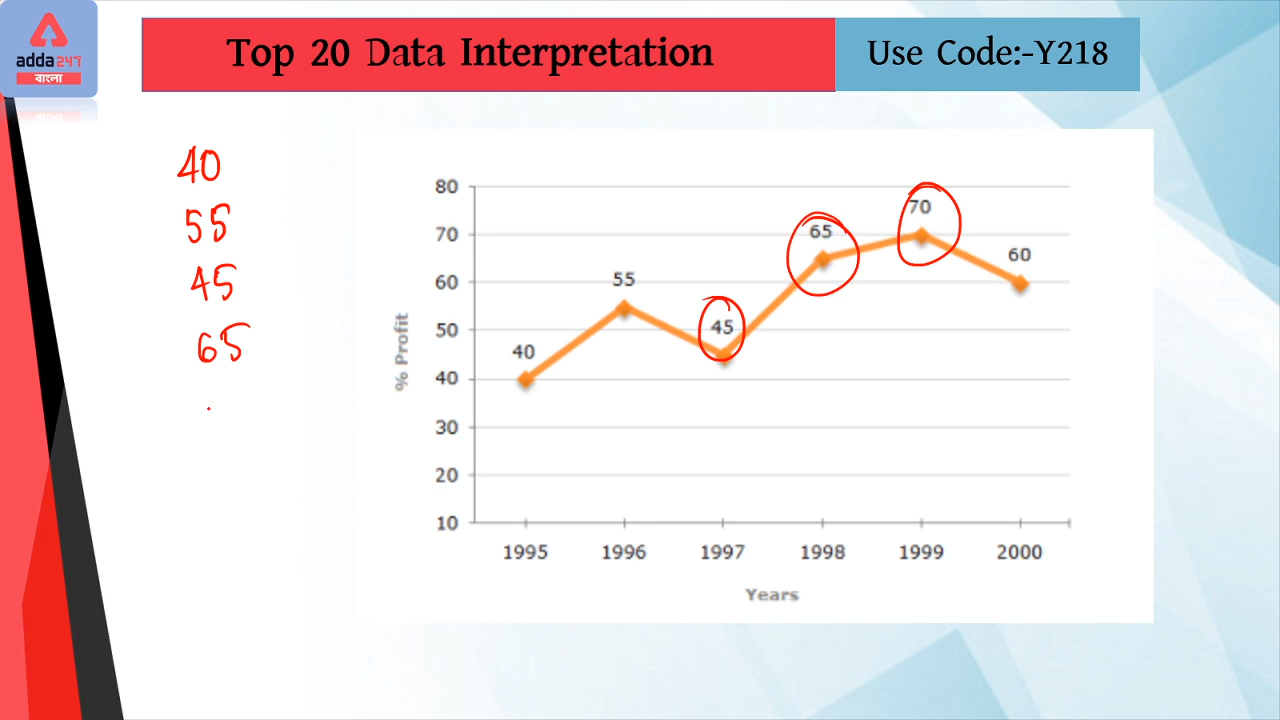 adda247
বাংলা
Top 20 Data Interpretation
Use Code:-Y218
40
55
45
65
80
70
60
50
40
30
20
10
% Profit
40
55
45
65
70
60
1995 1996 1997 1998 1999 2000
Years